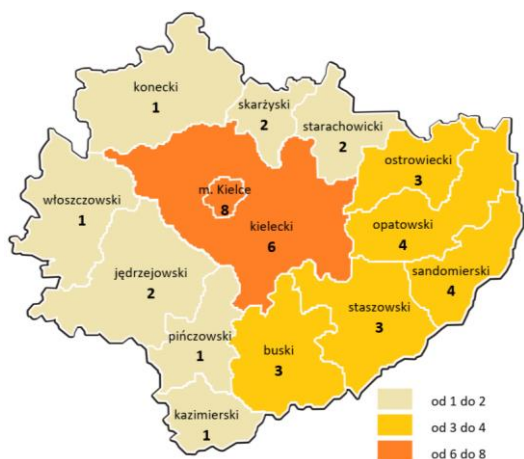 konecki
1
skarżyski
2
starachowicki
2
ostrowiecki
3
m. Kielce
8
włoszczowski
1
kielecki
6
opatowski
4
sandomierski
4
jędrzejowski
2
staszowski
3
pińczowski
1
buski
3
kazimierski
1
od 1 do 2
od 3 do 4
od 6 do 8